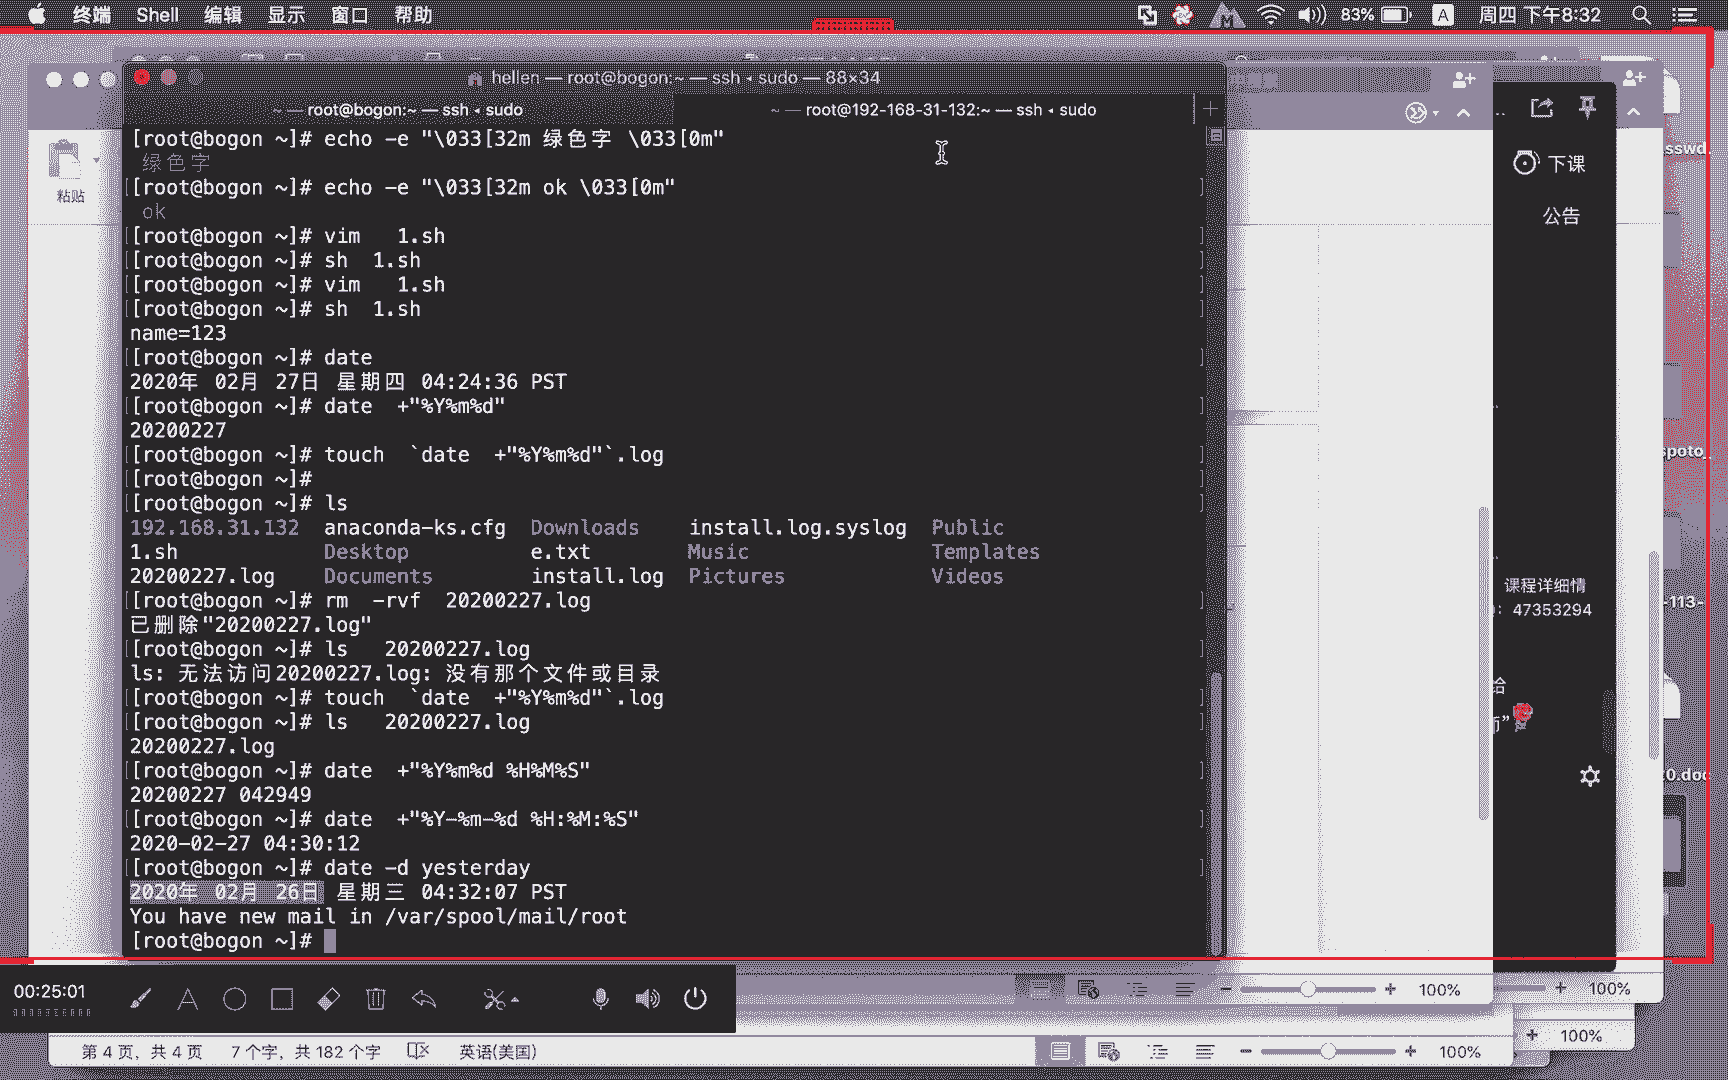 终端 Shell 编辑 显示 窗口 帮助 83% A 周四 下午8:32
hellen — root@bogon:~ — ssh ◂ sudo — 88×34
~ — root@bogon:~ — ssh ◂ sudo
~ — root@192-168-31-132:~ — ssh ◂ sudo
[root@bogon ~]# echo -e "\033[32m 绿色字 \033[0m"
绿色字
[root@bogon ~]# echo -e "\033[32m ok \033[0m"
ok
[root@bogon ~]# vim   1.sh
[root@bogon ~]# sh  1.sh
[root@bogon ~]# vim   1.sh
[root@bogon ~]# sh  1.sh
name=123
[root@bogon ~]# date
2020年 02月 27日 星期四 04:24:36 PST
[root@bogon ~]# date  +"%Y%m%d"
20200227
[root@bogon ~]# touch  `date  +"%Y%m%d"`.log
[root@bogon ~]#
[root@bogon ~]# ls
192.168.31.132  anaconda-ks.cfg  Downloads    install.log.syslog  Public
1.sh            Desktop          e.txt        Music               Templates
20200227.log    Documents        install.log  Pictures            Videos
[root@bogon ~]# rm  -rvf  20200227.log
已删除"20200227.log"
[root@bogon ~]# ls   20200227.log
ls: 无法访问20200227.log: 没有那个文件或目录
[root@bogon ~]# touch  `date  +"%Y%m%d"`.log
[root@bogon ~]# ls   20200227.log
20200227.log
[root@bogon ~]# date  +"%Y%m%d %H%M%S"
20200227 042949
[root@bogon ~]# date  +"%Y-%m-%d %H:%M:%S"
2020-02-27 04:30:12
[root@bogon ~]# date -d yesterday
2020年 02月 26日 星期三 04:32:07 PST
You have new mail in /var/spool/mail/root
[root@bogon ~]#
粘贴
下课
公告
sswd.
spoto_
课程详细情
: 47353294
-113-
0.doc
00:25:01
100%
100%
100%
第 4 页，共 4 页 7 个字，共 182 个字 英语(美国) 100%